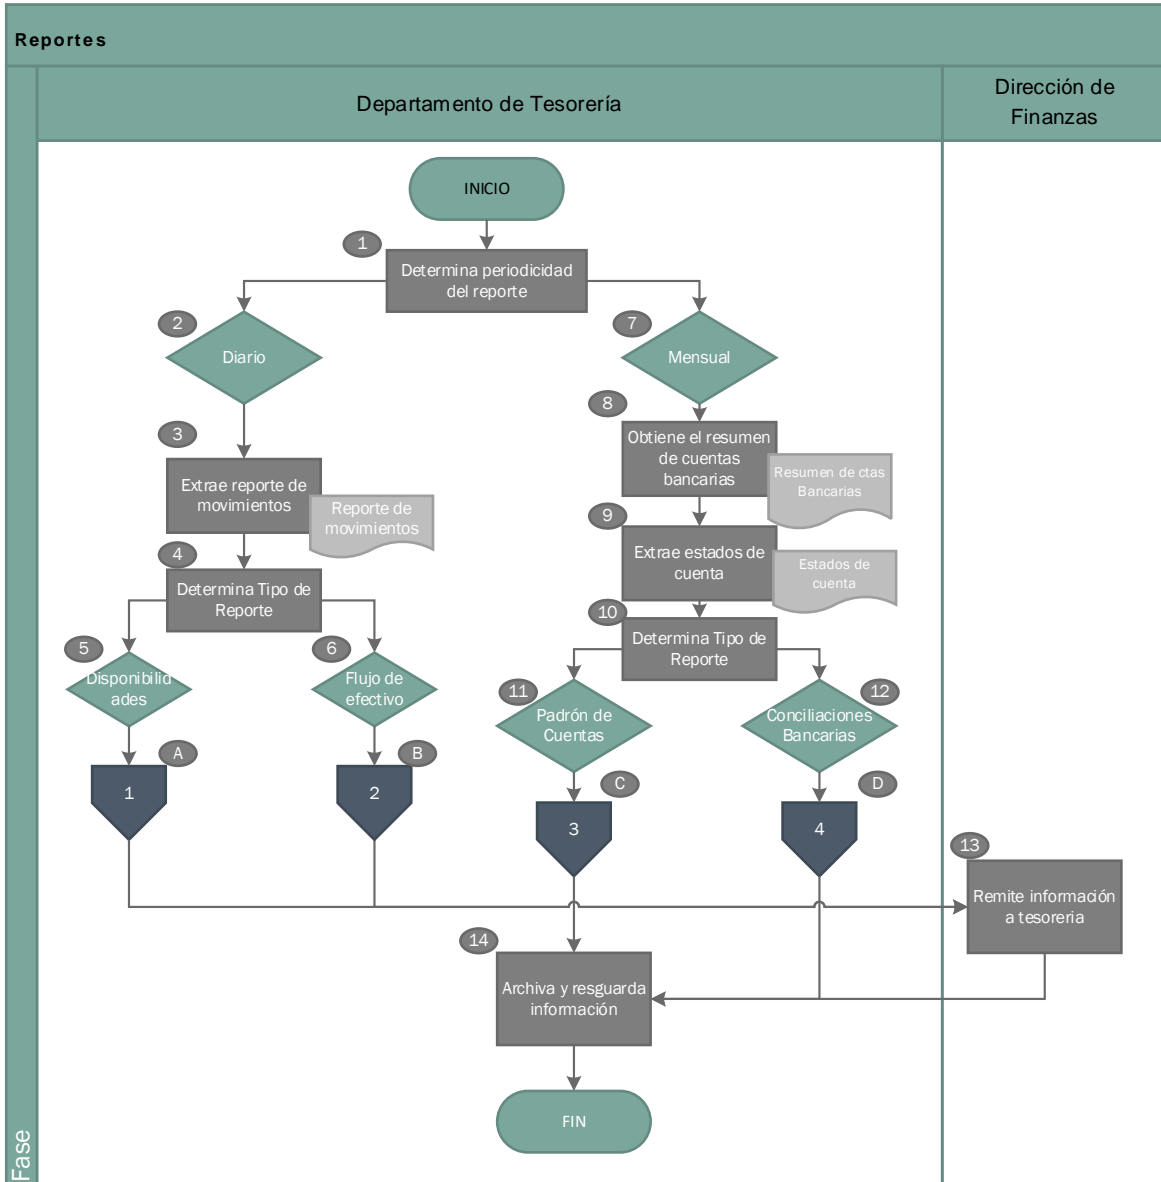 Reportes
Departamento de Tesorería
Dirección de
Finanzas
Fase
INICIO
1
Determina periodicidad
del reporte
2
Diario
7
Mensual
3
Extrae reporte de
movimientos
Reporte de
movimientos
8
Obtiene el resumen
de cuentas
bancarias
Resumen de ctas
Bancarias
9
Extrae estados de
cuenta
Estados de
cuenta
4
Determina Tipo de
Reporte
10
Determina Tipo de
Reporte
5
Disponibilid
ades
6
Flujo de
efectivo
11
Padrón de
Cuentas
12
Conciliaciones
Bancarias
A
1
B
2
C
3
D
4
13
Remite información
a tesoreria
14
Archiva y resguarda
información
FIN